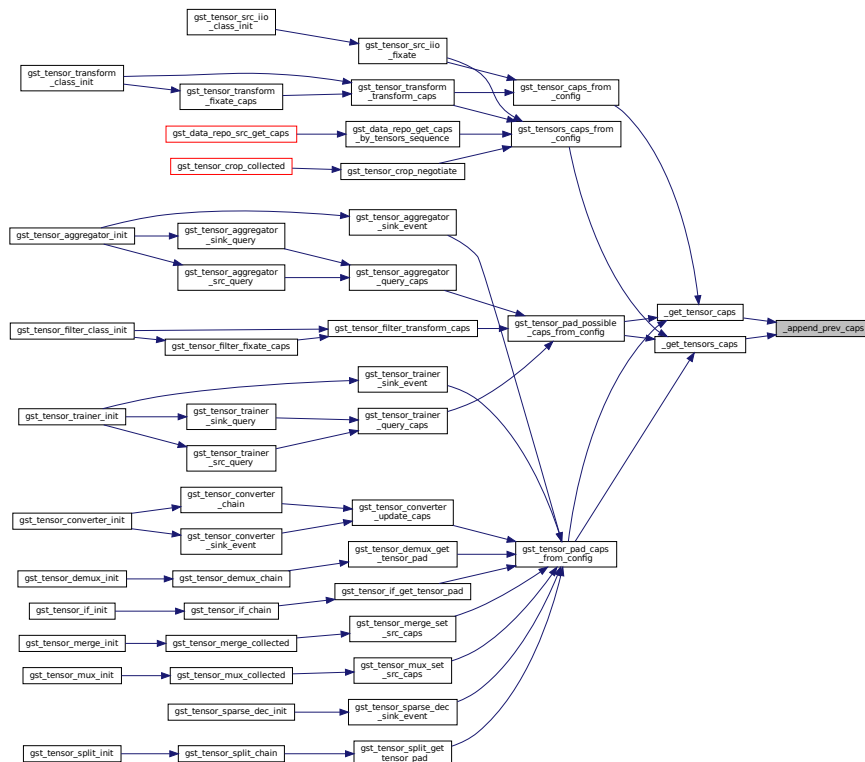 gst_tensor_src_iio
_class_init
gst_tensor_src_iio
_fixate
gst_tensor_transform
_class_init
gst_tensor_transform
_fixate_caps
gst_tensor_transform
_transform_caps
gst_tensor_caps_from
_config
gst_data_repo_src_get_caps
gst_data_repo_get_caps
_by_tensors_sequence
gst_tensors_caps_from
_config
gst_tensor_crop_collected
gst_tensor_crop_negotiate
gst_tensor_aggregator_init
gst_tensor_aggregator
_sink_query
gst_tensor_aggregator
_sink_event
gst_tensor_aggregator
_src_query
gst_tensor_aggregator
_query_caps
gst_tensor_filter_class_init
gst_tensor_filter_fixate_caps
gst_tensor_filter_transform_caps
gst_tensor_pad_possible
_caps_from_config
_get_tensor_caps
_get_tensors_caps
_append_prev_caps
gst_tensor_trainer_init
gst_tensor_trainer
_sink_query
gst_tensor_trainer
_sink_event
gst_tensor_trainer
_src_query
gst_tensor_trainer
_query_caps
gst_tensor_converter_init
gst_tensor_converter
_chain
gst_tensor_converter
_sink_event
gst_tensor_converter
_update_caps
gst_tensor_pad_caps
_from_config
gst_tensor_demux_init
gst_tensor_demux_chain
gst_tensor_demux_get
_tensor_pad
gst_tensor_if_init
gst_tensor_if_chain
gst_tensor_if_get_tensor_pad
gst_tensor_merge_init
gst_tensor_merge_collected
gst_tensor_merge_set
_src_caps
gst_tensor_mux_init
gst_tensor_mux_collected
gst_tensor_mux_set
_src_caps
gst_tensor_sparse_dec_init
gst_tensor_sparse_dec
_sink_event
gst_tensor_split_init
gst_tensor_split_chain
gst_tensor_split_get
_tensor_pad